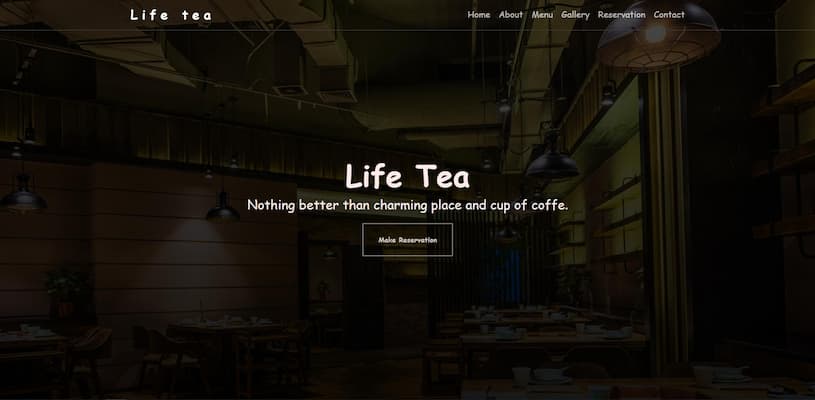 Life tea
Home About Menu Gallery Reservation Contact
Life Tea
Nothing better than charming place and cup of coffe.
Make Reservation